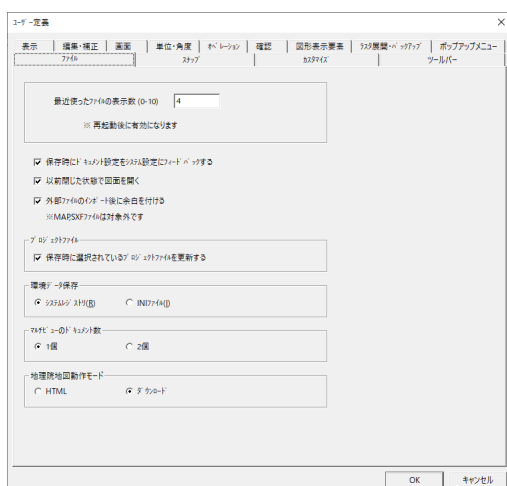 ユーザー定義
表示 編集・補正 画面 単位・角度 オペレーション 確認 図形表示要素 ラスタ展開・バックアップ ポップアップメニュー
ファイル スナップ カスタマイズ ツールバー
最近使ったファイルの表示数 (0-10) 4
※ 再起動後に有効になります
保存時にドキュメント設定をシステム設定にフィードバックする
以前閉じた状態で図面を開く
外部ファイルのインポート後に余白を付ける
※MAP,SXFファイルは対象外です
プロジェクトファイル
保存時に選択されているプロジェクトファイルを更新する
環境データ保存
システムレジストリ(R) INIファイル(I)
マルチビューのドキュメント数
1個 2個
地理院地図動作モード
HTML ダウンロード
OK キャンセル